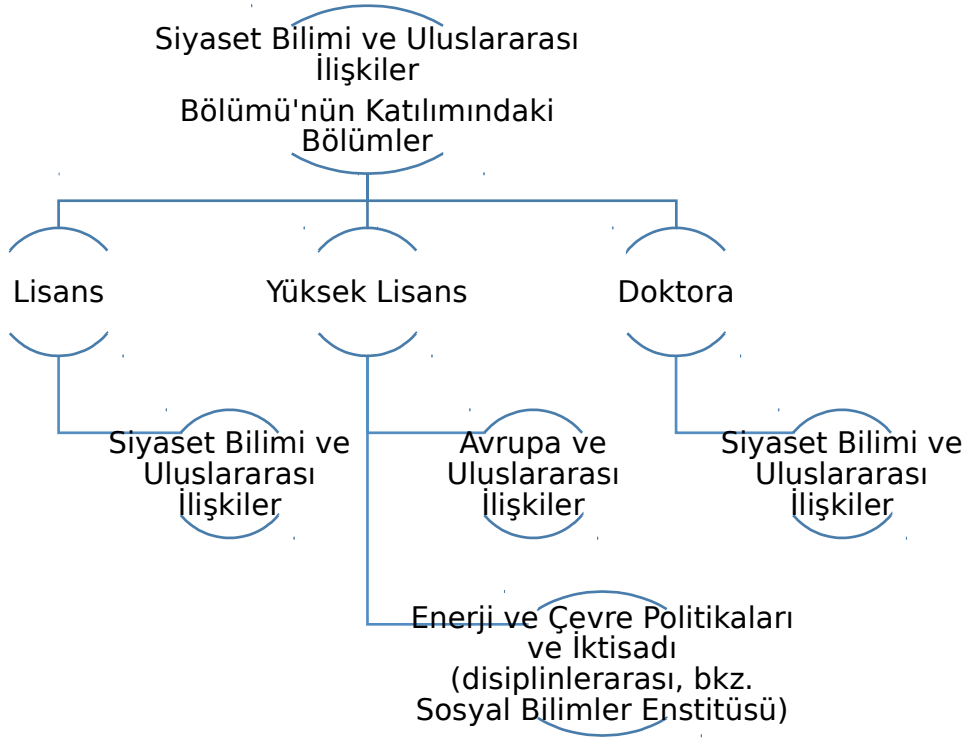 Siyaset Bilimi ve Uluslararası
İlişkiler
Bölümü'nün Katılımındaki
Bölümler
Lisans
Yüksek Lisans
Doktora
Siyaset Bilimi ve
Uluslararası
İlişkiler
Avrupa ve
Uluslararası
İlişkiler
Siyaset Bilimi ve
Uluslararası
İlişkiler
Enerji ve Çevre Politikaları
ve İktisadı
(disiplinlerarası, bkz.
Sosyal Bilimler Enstitüsü)